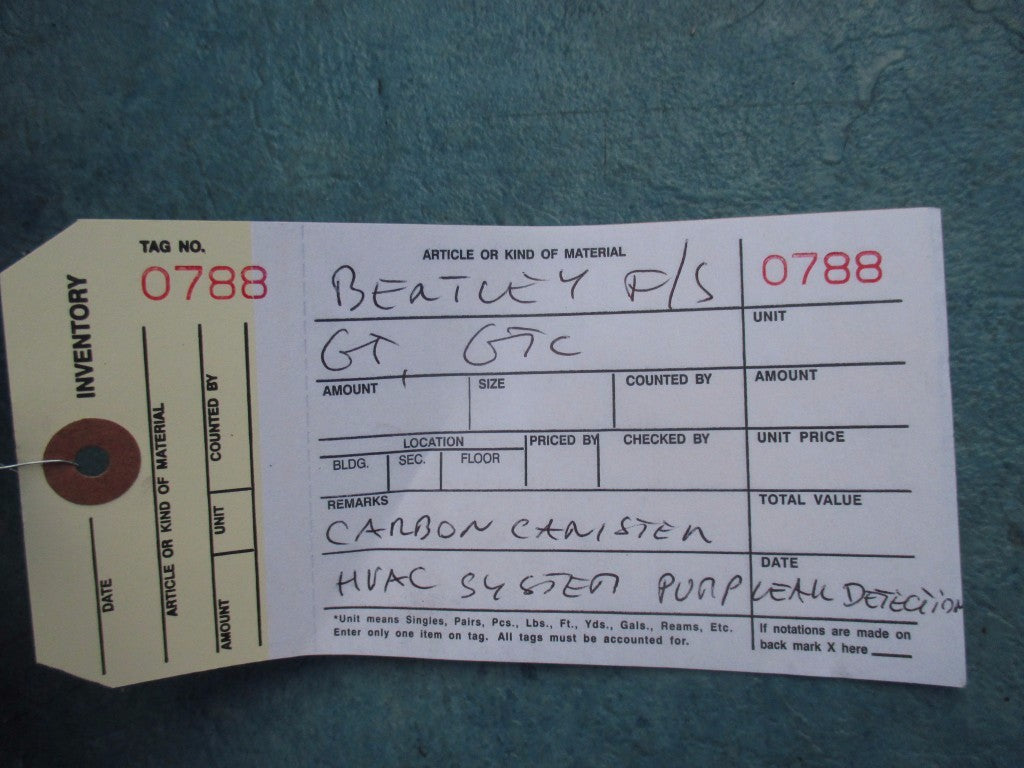 TAG NO.
0788
INVENTORY
DATE
ARTICLE OR KIND OF MATERIAL
COUNTED BY
UNIT
AMOUNT
ARTICLE OR KIND OF MATERIAL
BENTLEY F/S
0788
GT, GTC
UNIT
AMOUNT SIZE COUNTED BY
AMOUNT
LOCATION PRICED BY CHECKED BY
UNIT PRICE
BLDG. SEC. FLOOR
REMARKS
CARBON CANISTER
TOTAL VALUE
DATE
HVAC SYSTEM PUMP LEAK DETECTION
*Unit means Singles, Pairs, Pcs., Lbs., Ft., Yds., Gals., Reams, Etc.
Enter only one item on tag. All tags must be accounted for.
If notations are made on
back mark X here